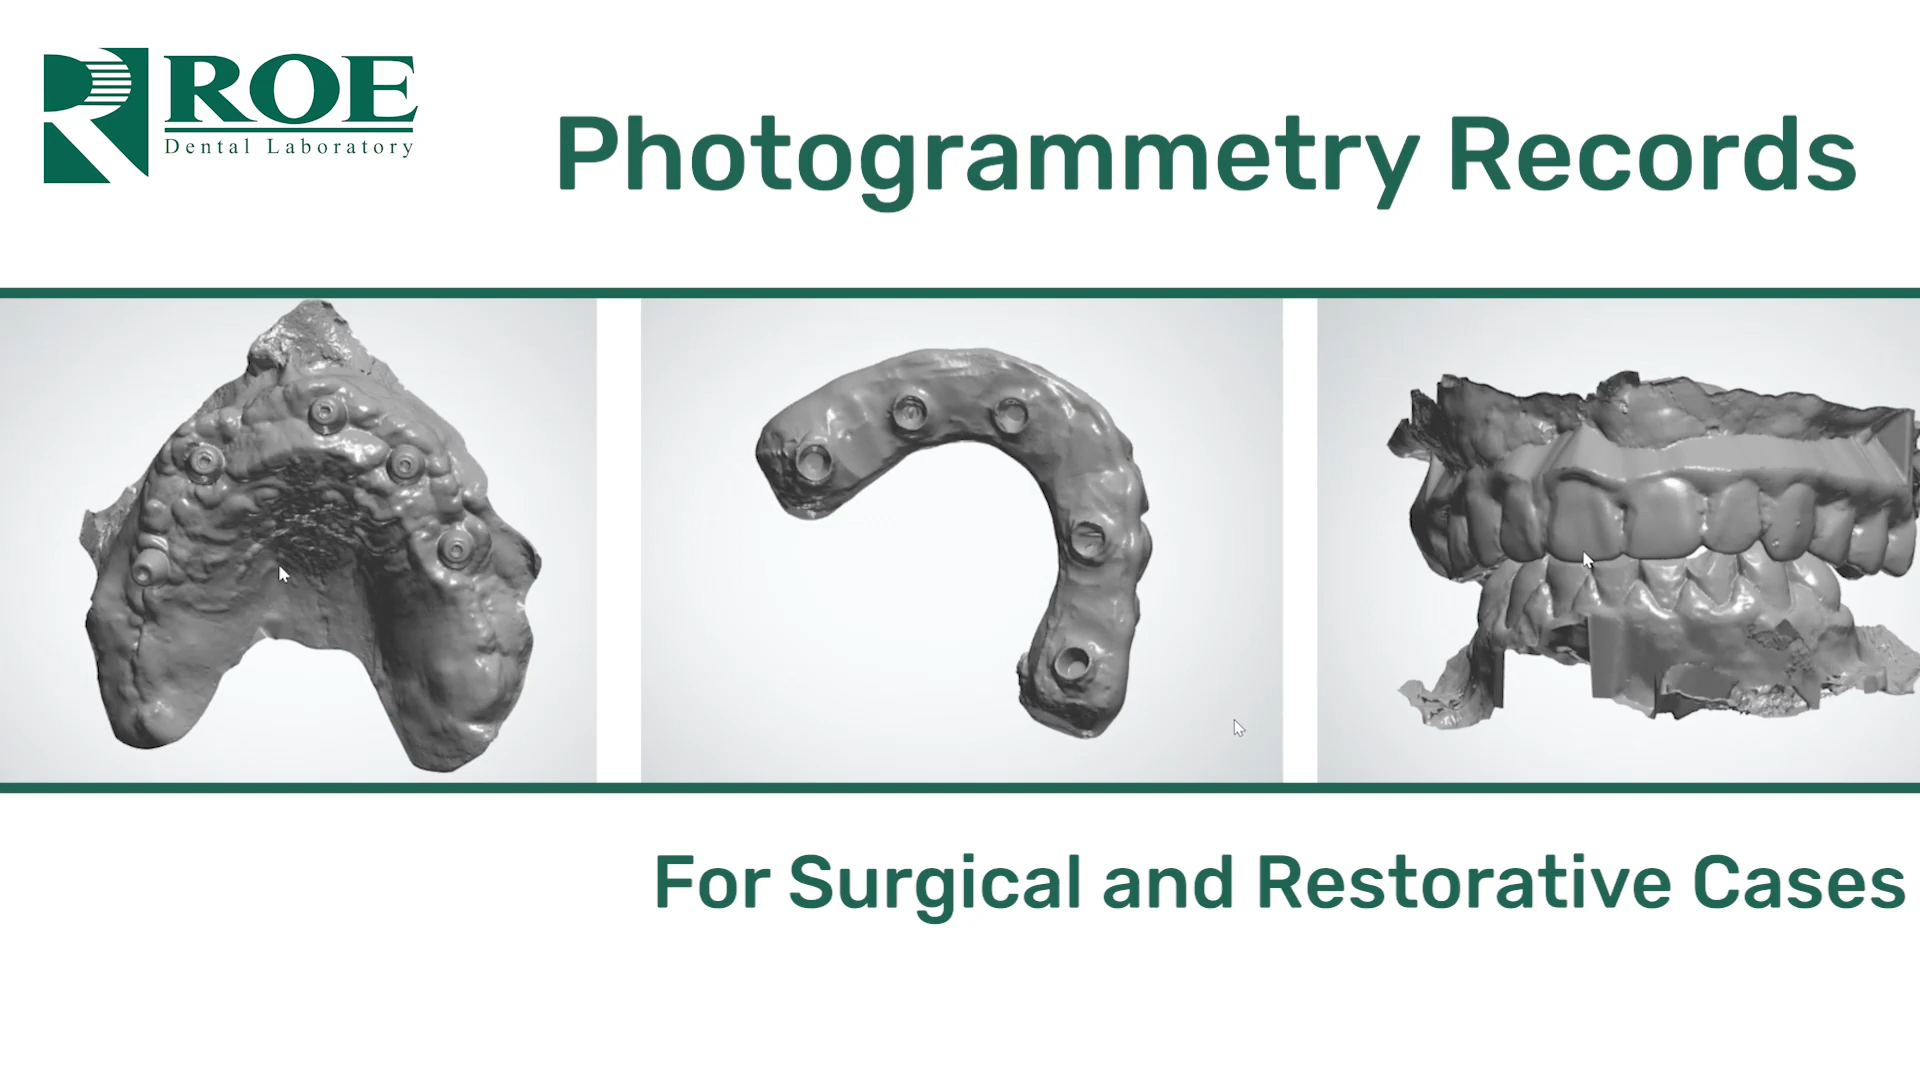 ROE
Dental Laboratory
Photogrammetry Records
For Surgical and Restorative Cases